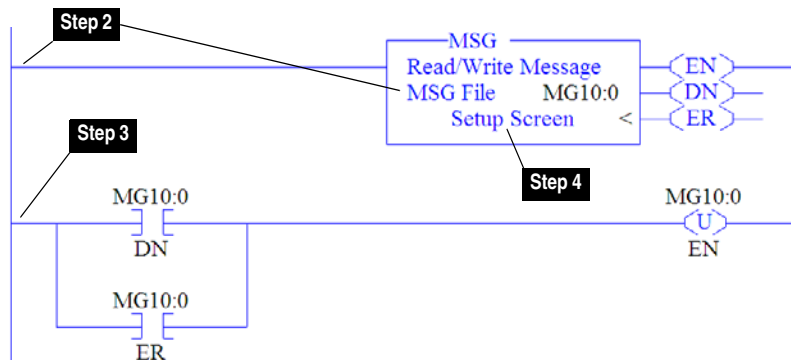 Step 2
MSG
Read/Write Message
MSG File MG10:0
Setup Screen <
EN
DN
ER
Step 3
Step 4
MG10:0
DN
MG10:0
ER
MG10:0
U
EN